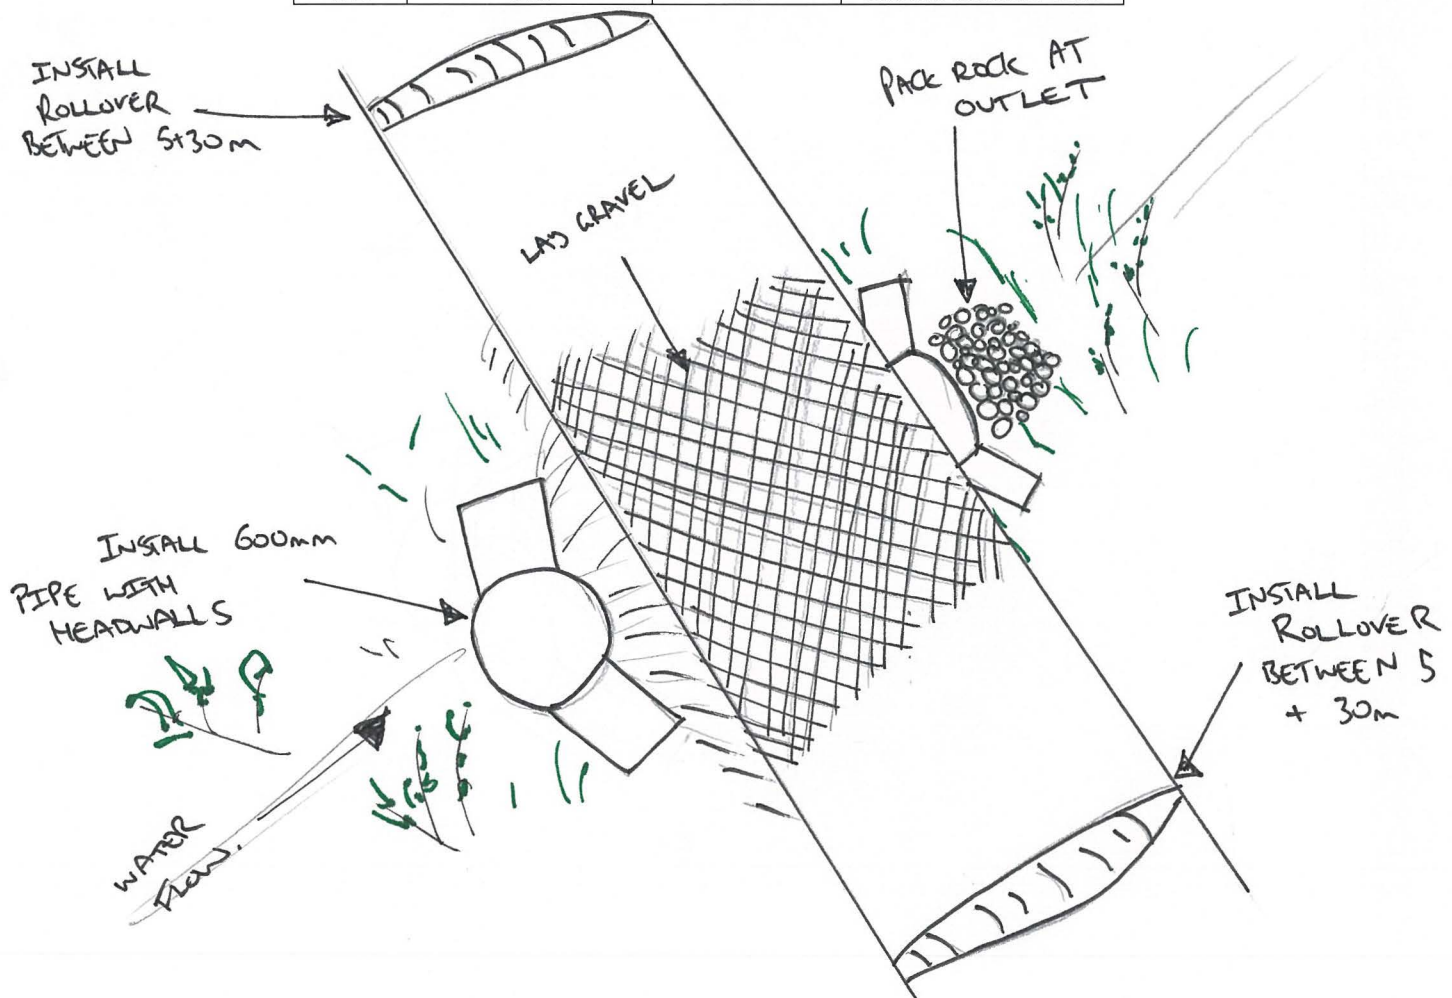 INSTALL
ROLLOVER
BETWEEN 5+30m
PACK ROCK AT
OUTLET
LAY GRAVEL
INSTALL 600mm
PIPE WITH
HEADWALLS
INSTALL
ROLLOVER
BETWEEN 5
+ 30m
WATER
FLOW.